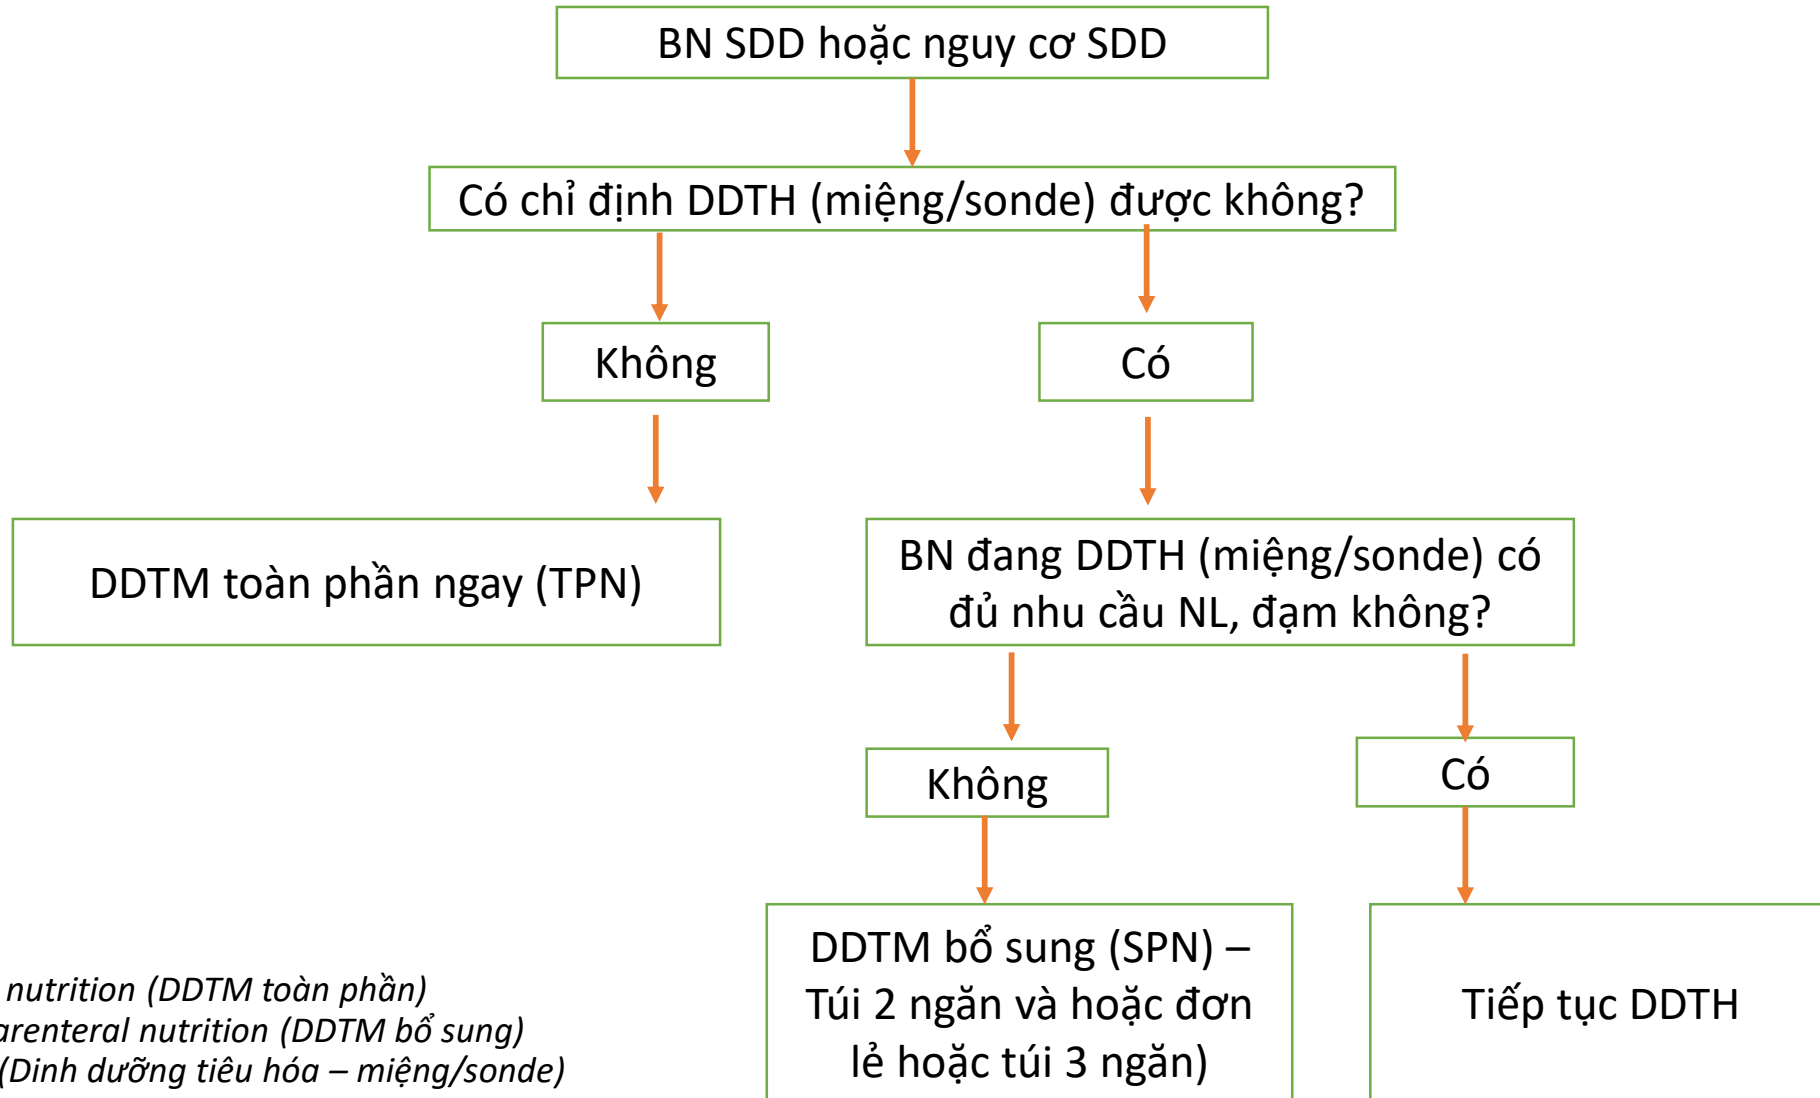 BN SDD hoặc nguy cơ SDD
Có chỉ định DDTH (miệng/sonde) được không?
Không
Có
DDTM toàn phần ngay (TPN)
BN đang DDTH (miệng/sonde) có
đủ nhu cầu NL, đạm không?
Không
Có
DDTM bổ sung (SPN) –
Túi 2 ngăn và hoặc đơn
lẻ hoặc túi 3 ngăn)
Tiếp tục DDTH
nutrition (DDTM toàn phần)
arenteral nutrition (DDTM bổ sung)
(Dinh dưỡng tiêu hóa – miệng/sonde)